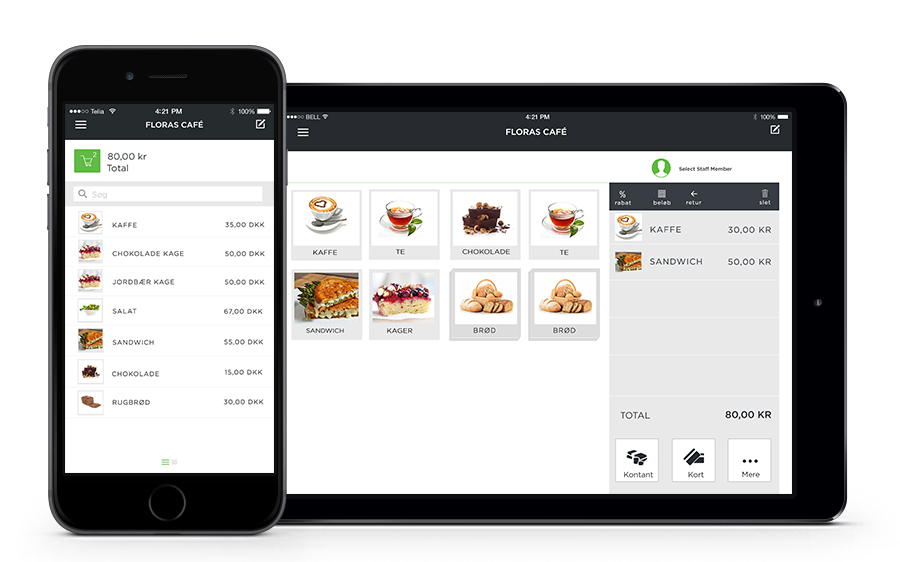 Telia 4:21 PM 100%
FLORAS CAFÉ
2
80,00 kr
Total
Søg
KAFFE 35,00 DKK
CHOKOLADE KAGE 50,00 DKK
JORDBÆR KAGE 50,00 DKK
SALAT 67,00 DKK
SANDWICH 55,00 DKK
CHOKOLADE 15,00 DKK
RUGBRØD 30,00 DKK
BELL 4:21 PM 100%
FLORAS CAFÉ
Select Staff Member
KAFFE TE CHOKOLADE TE
SANDWICH KAGER BRØD BRØD
%
rabat beløb retur slet
KAFFE 30,00 KR
SANDWICH 50,00 KR
TOTAL 80,00 KR
Kontant Kort Mere